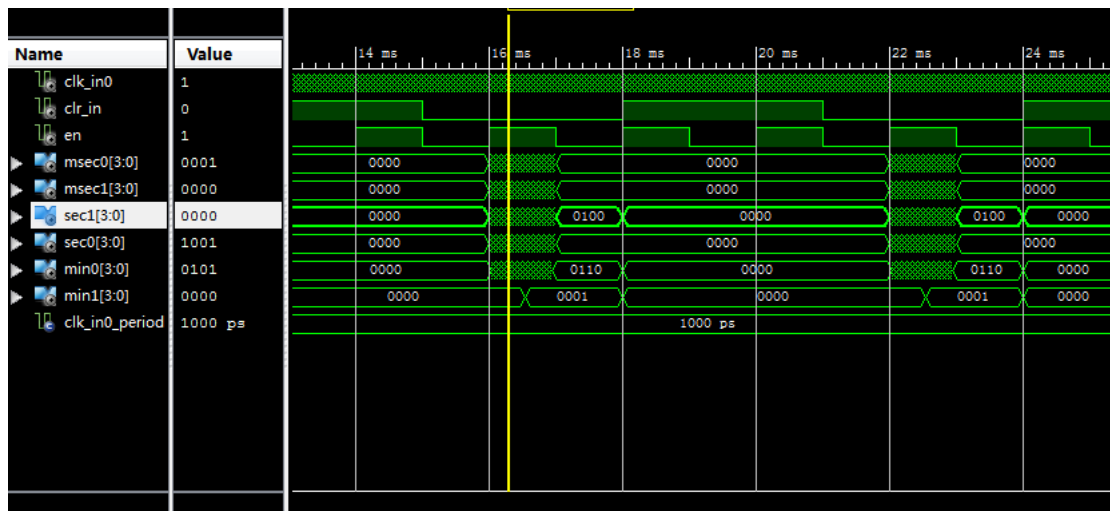 Name Value 14 ms 16 ms 18 ms 20 ms 22 ms 24 ms
clk_in0 1
clr_in 0
en 1
msec0[3:0] 0001 0000 0000 0000
msec1[3:0] 0000 0000 0000 0000
sec1[3:0] 0000 0000 0100 0000 0100 0000
sec0[3:0] 1001 0000 0000 0000
min0[3:0] 0101 0000 0110 0000 0110 0000
min1[3:0] 0000 0000 0001 0000 0001 0000
clk_in0_period 1000 ps 1000 ps